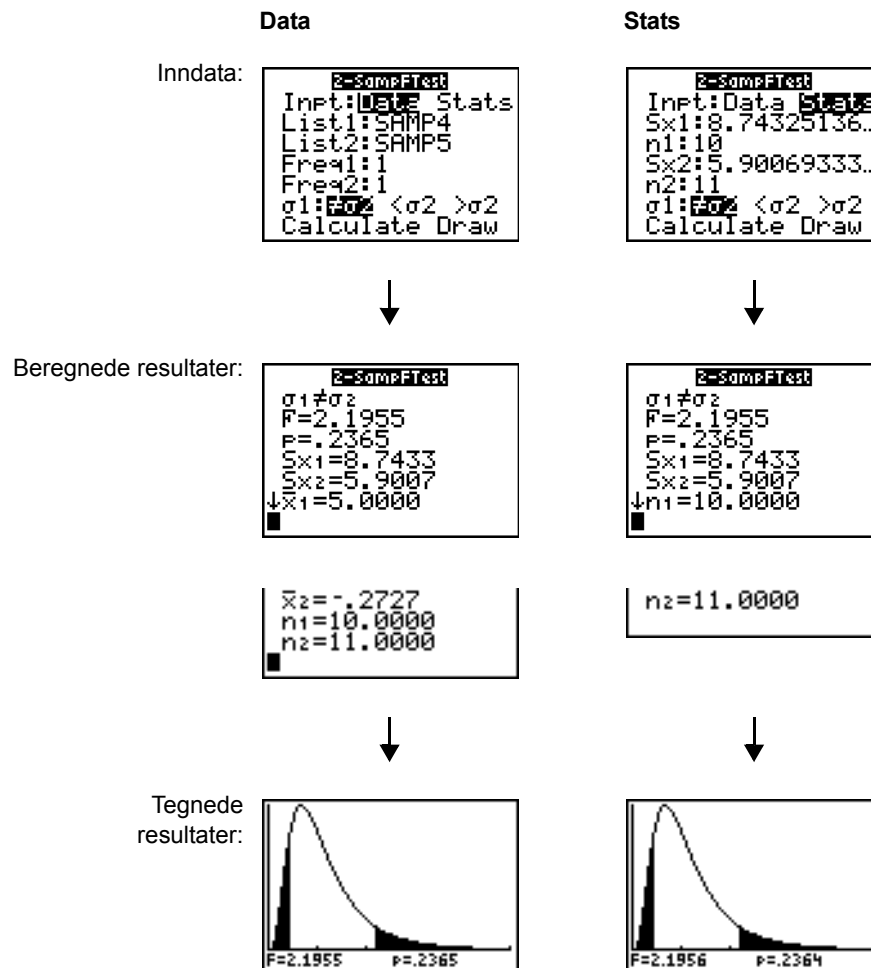 Data
Stats
Inndata:
2-SampFTest
Inpt:Data Stats
List1:SAMP4
List2:SAMP5
Freq1:1
Freq2:1
σ1:≠σ2 <σ2 >σ2
Calculate Draw
2-SampFTest
Inpt:Data Stats
Sx1:8.74325136…
n1:10
Sx2:5.90069333…
n2:11
σ1:≠σ2 <σ2 >σ2
Calculate Draw
Beregnede resultater:
2-SampFTest
σ1≠σ2
F=2.1955
p=.2365
Sx1=8.7433
Sx2=5.9007
↓x̄1=5.0000
2-SampFTest
σ1≠σ2
F=2.1955
p=.2365
Sx1=8.7433
Sx2=5.9007
↓n1=10.0000
x̄2=-.2727
n1=10.0000
n2=11.0000
n2=11.0000
Tegnede
resultater:
F=2.1955 p=.2365
F=2.1956 p=.2364